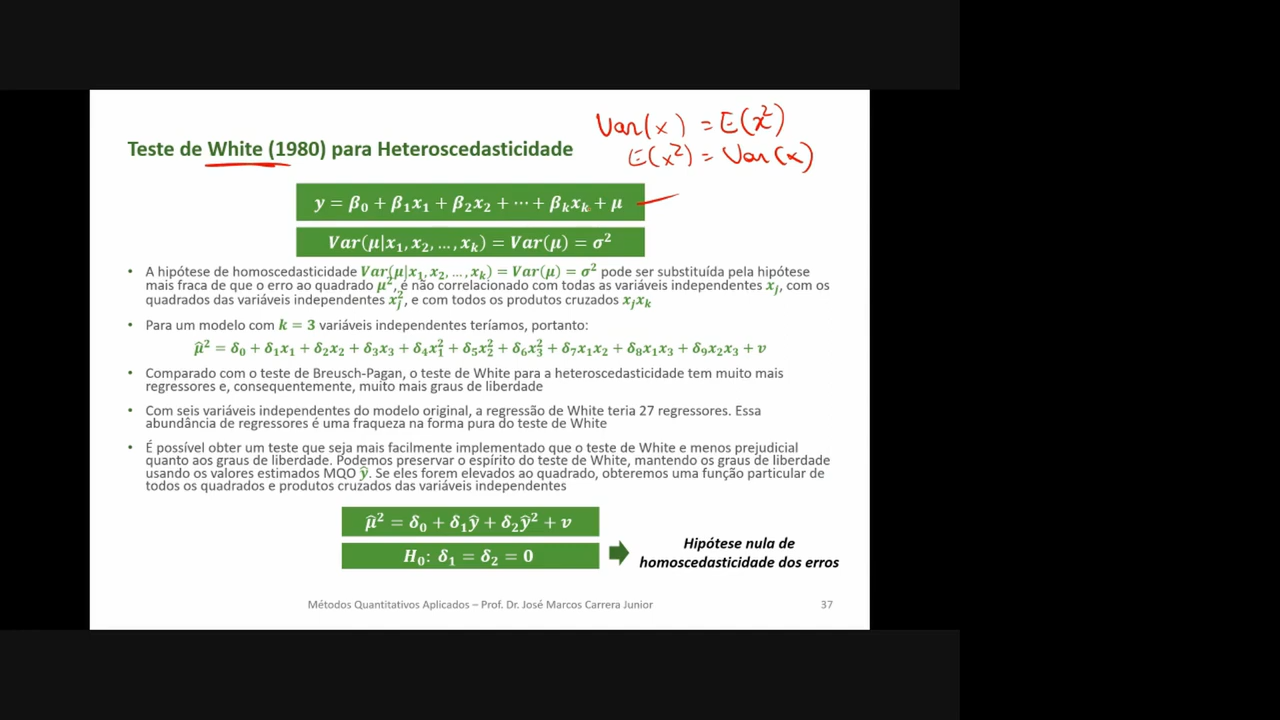 Var(x) = E(x²)
E(x²) = Var(x)
Teste de White (1980) para Heteroscedasticidade
y = β₀ + β₁x₁ + β₂x₂ + ⋯ + βₖxₖ + μ
Var(μ|x₁, x₂, …, xₖ) = Var(μ) = σ²
• A hipótese de homoscedasticidade Var(μ|x₁, x₂, …, xₖ) = Var(μ) = σ² pode ser substituída pela hipótese
mais fraca de que o erro ao quadrado μ², é não correlacionado com todas as variáveis independentes xⱼ, com os
quadrados das variáveis independentes xⱼ², e com todos os produtos cruzados xⱼxₖ
• Para um modelo com k = 3 variáveis independentes teríamos, portanto:
μ̂² = δ₀ + δ₁x₁ + δ₂x₂ + δ₃x₃ + δ₄x₁² + δ₅x₂² + δ₆x₃² + δ₇x₁x₂ + δ₈x₁x₃ + δ₉x₂x₃ + v
• Comparado com o teste de Breusch-Pagan, o teste de White para a heteroscedasticidade tem muito mais
regressores e, consequentemente, muito mais graus de liberdade
• Com seis variáveis independentes do modelo original, a regressão de White teria 27 regressores. Essa
abundância de regressores é uma fraqueza na forma pura do teste de White
• É possível obter um teste que seja mais facilmente implementado que o teste de White e menos prejudicial
quanto aos graus de liberdade. Podemos preservar o espírito do teste de White, mantendo os graus de liberdade
usando os valores estimados MQO ŷ. Se eles forem elevados ao quadrado, obteremos uma função particular de
todos os quadrados e produtos cruzados das variáveis independentes
μ̂² = δ₀ + δ₁ŷ + δ₂ŷ² + v
H₀: δ₁ = δ₂ = 0
Hipótese nula de
homoscedasticidade dos erros
Métodos Quantitativos Aplicados – Prof. Dr. José Marcos Carrera Junior 37